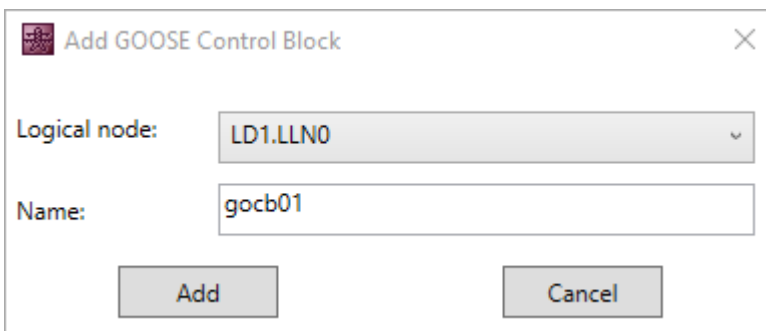 Add GOOSE Control Block
Logical node: LD1.LLN0
Name: gocb01
Add Cancel